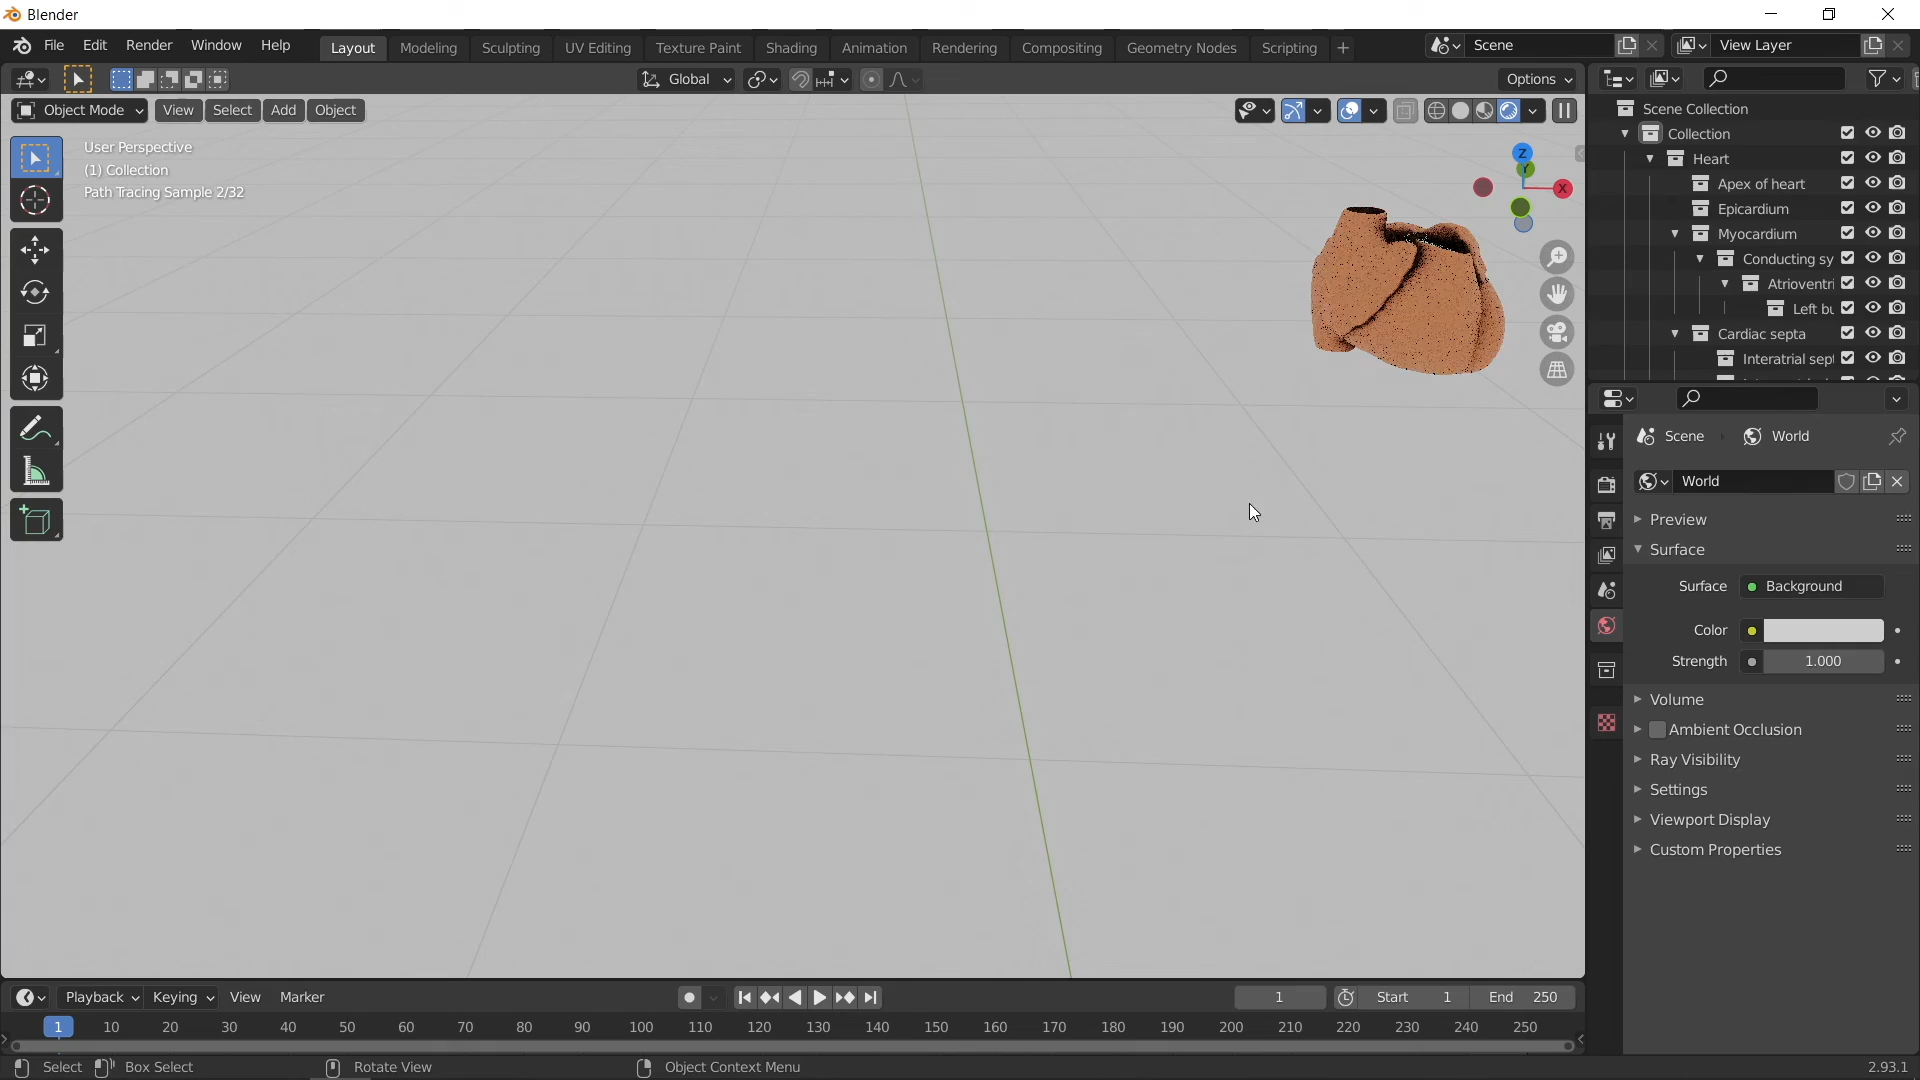 Blender
File Edit Render Window Help Layout Modeling Sculpting UV Editing Texture Paint Shading Animation Rendering Compositing Geometry Nodes Scripting + Scene View Layer
Global Options
Object Mode View Select Add Object
User Perspective
(1) Collection
Path Tracing Sample 2/32
Z
Y
X
Scene Collection
Collection
Heart
Apex of heart
Epicardium
Myocardium
Conducting sy
Atrioventri
Left bu
Cardiac septa
Interatrial sept
Scene World
World
Preview
Surface
Surface Background
Color
Strength 1.000
Volume
Ambient Occlusion
Ray Visibility
Settings
Viewport Display
Custom Properties
Playback Keying View Marker 1 Start 1 End 250
1 10 20 30 40 50 60 70 80 90 100 110 120 130 140 150 160 170 180 190 200 210 220 230 240 250
Select Box Select Rotate View Object Context Menu 2.93.1